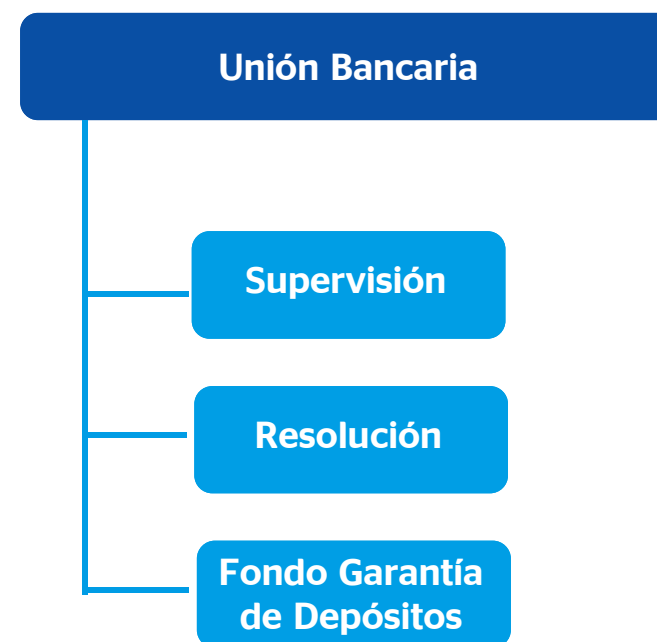 Unión Bancaria
Supervisión
Resolución
Fondo Garantía
de Depósitos